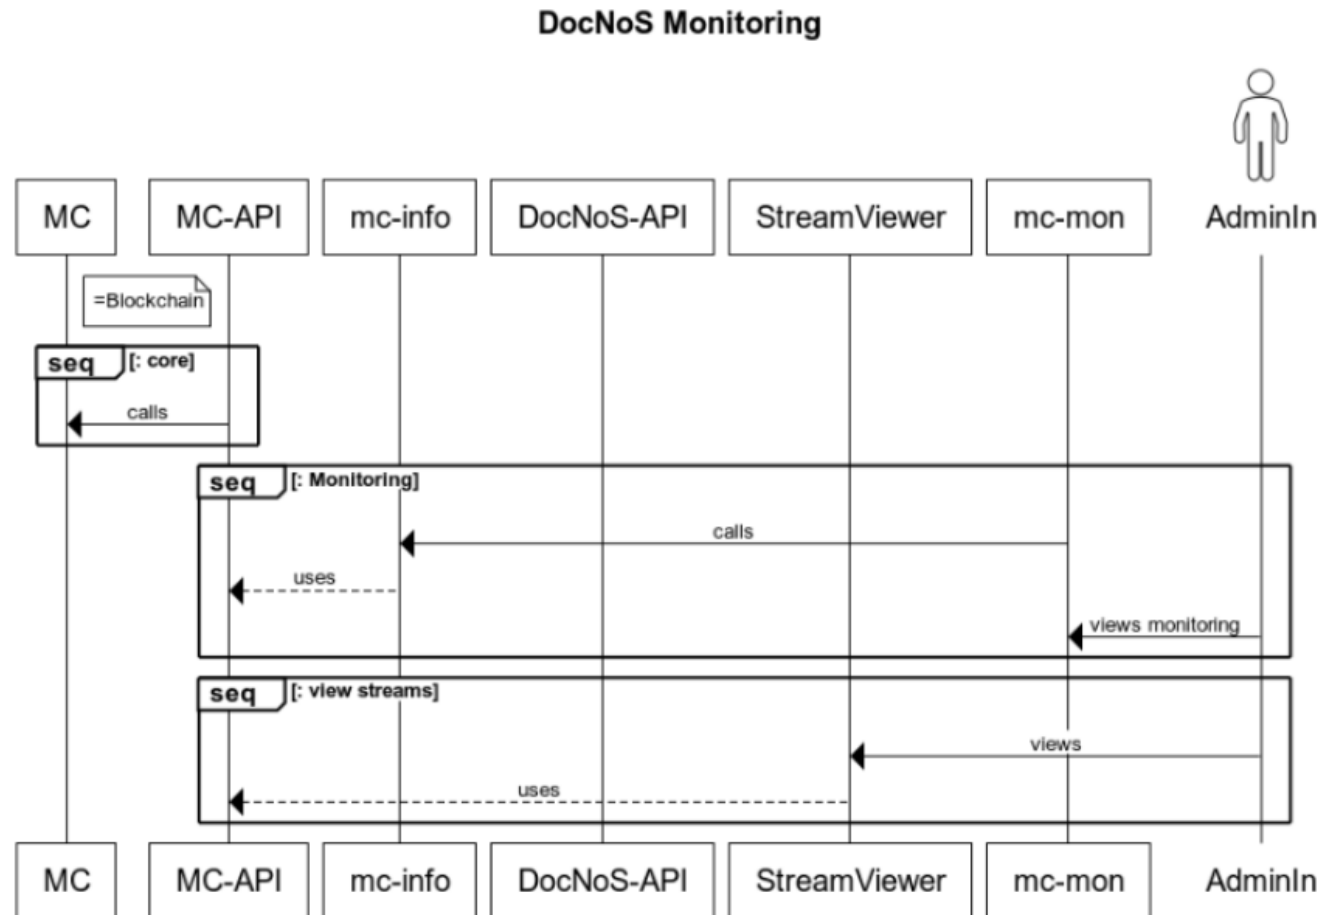 DocNoS Monitoring
MC
MC-API
mc-info
DocNoS-API
StreamViewer
mc-mon
AdminIn
=Blockchain
seq [: core]
calls
seq [: Monitoring]
calls
uses
views monitoring
seq [: view streams]
views
uses
MC
MC-API
mc-info
DocNoS-API
StreamViewer
mc-mon
AdminIn